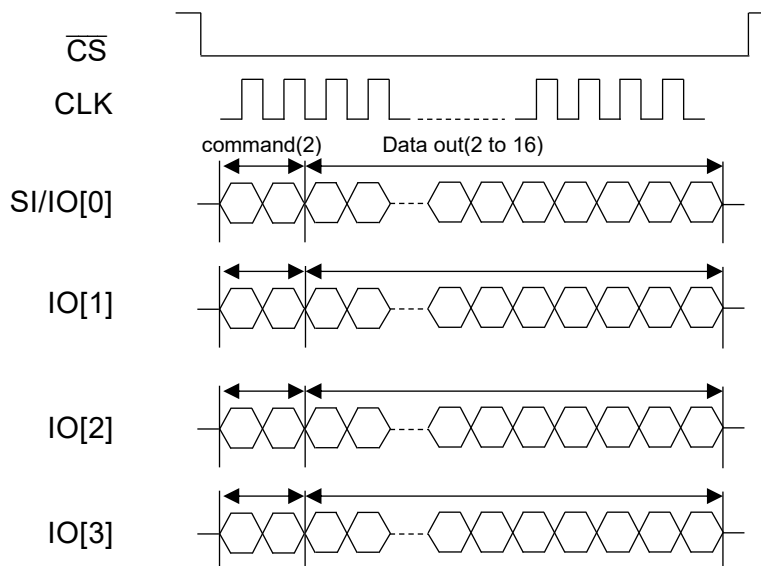 CS
CLK
command(2) Data out(2 to 16)
SI/IO[0]
IO[1]
IO[2]
IO[3]